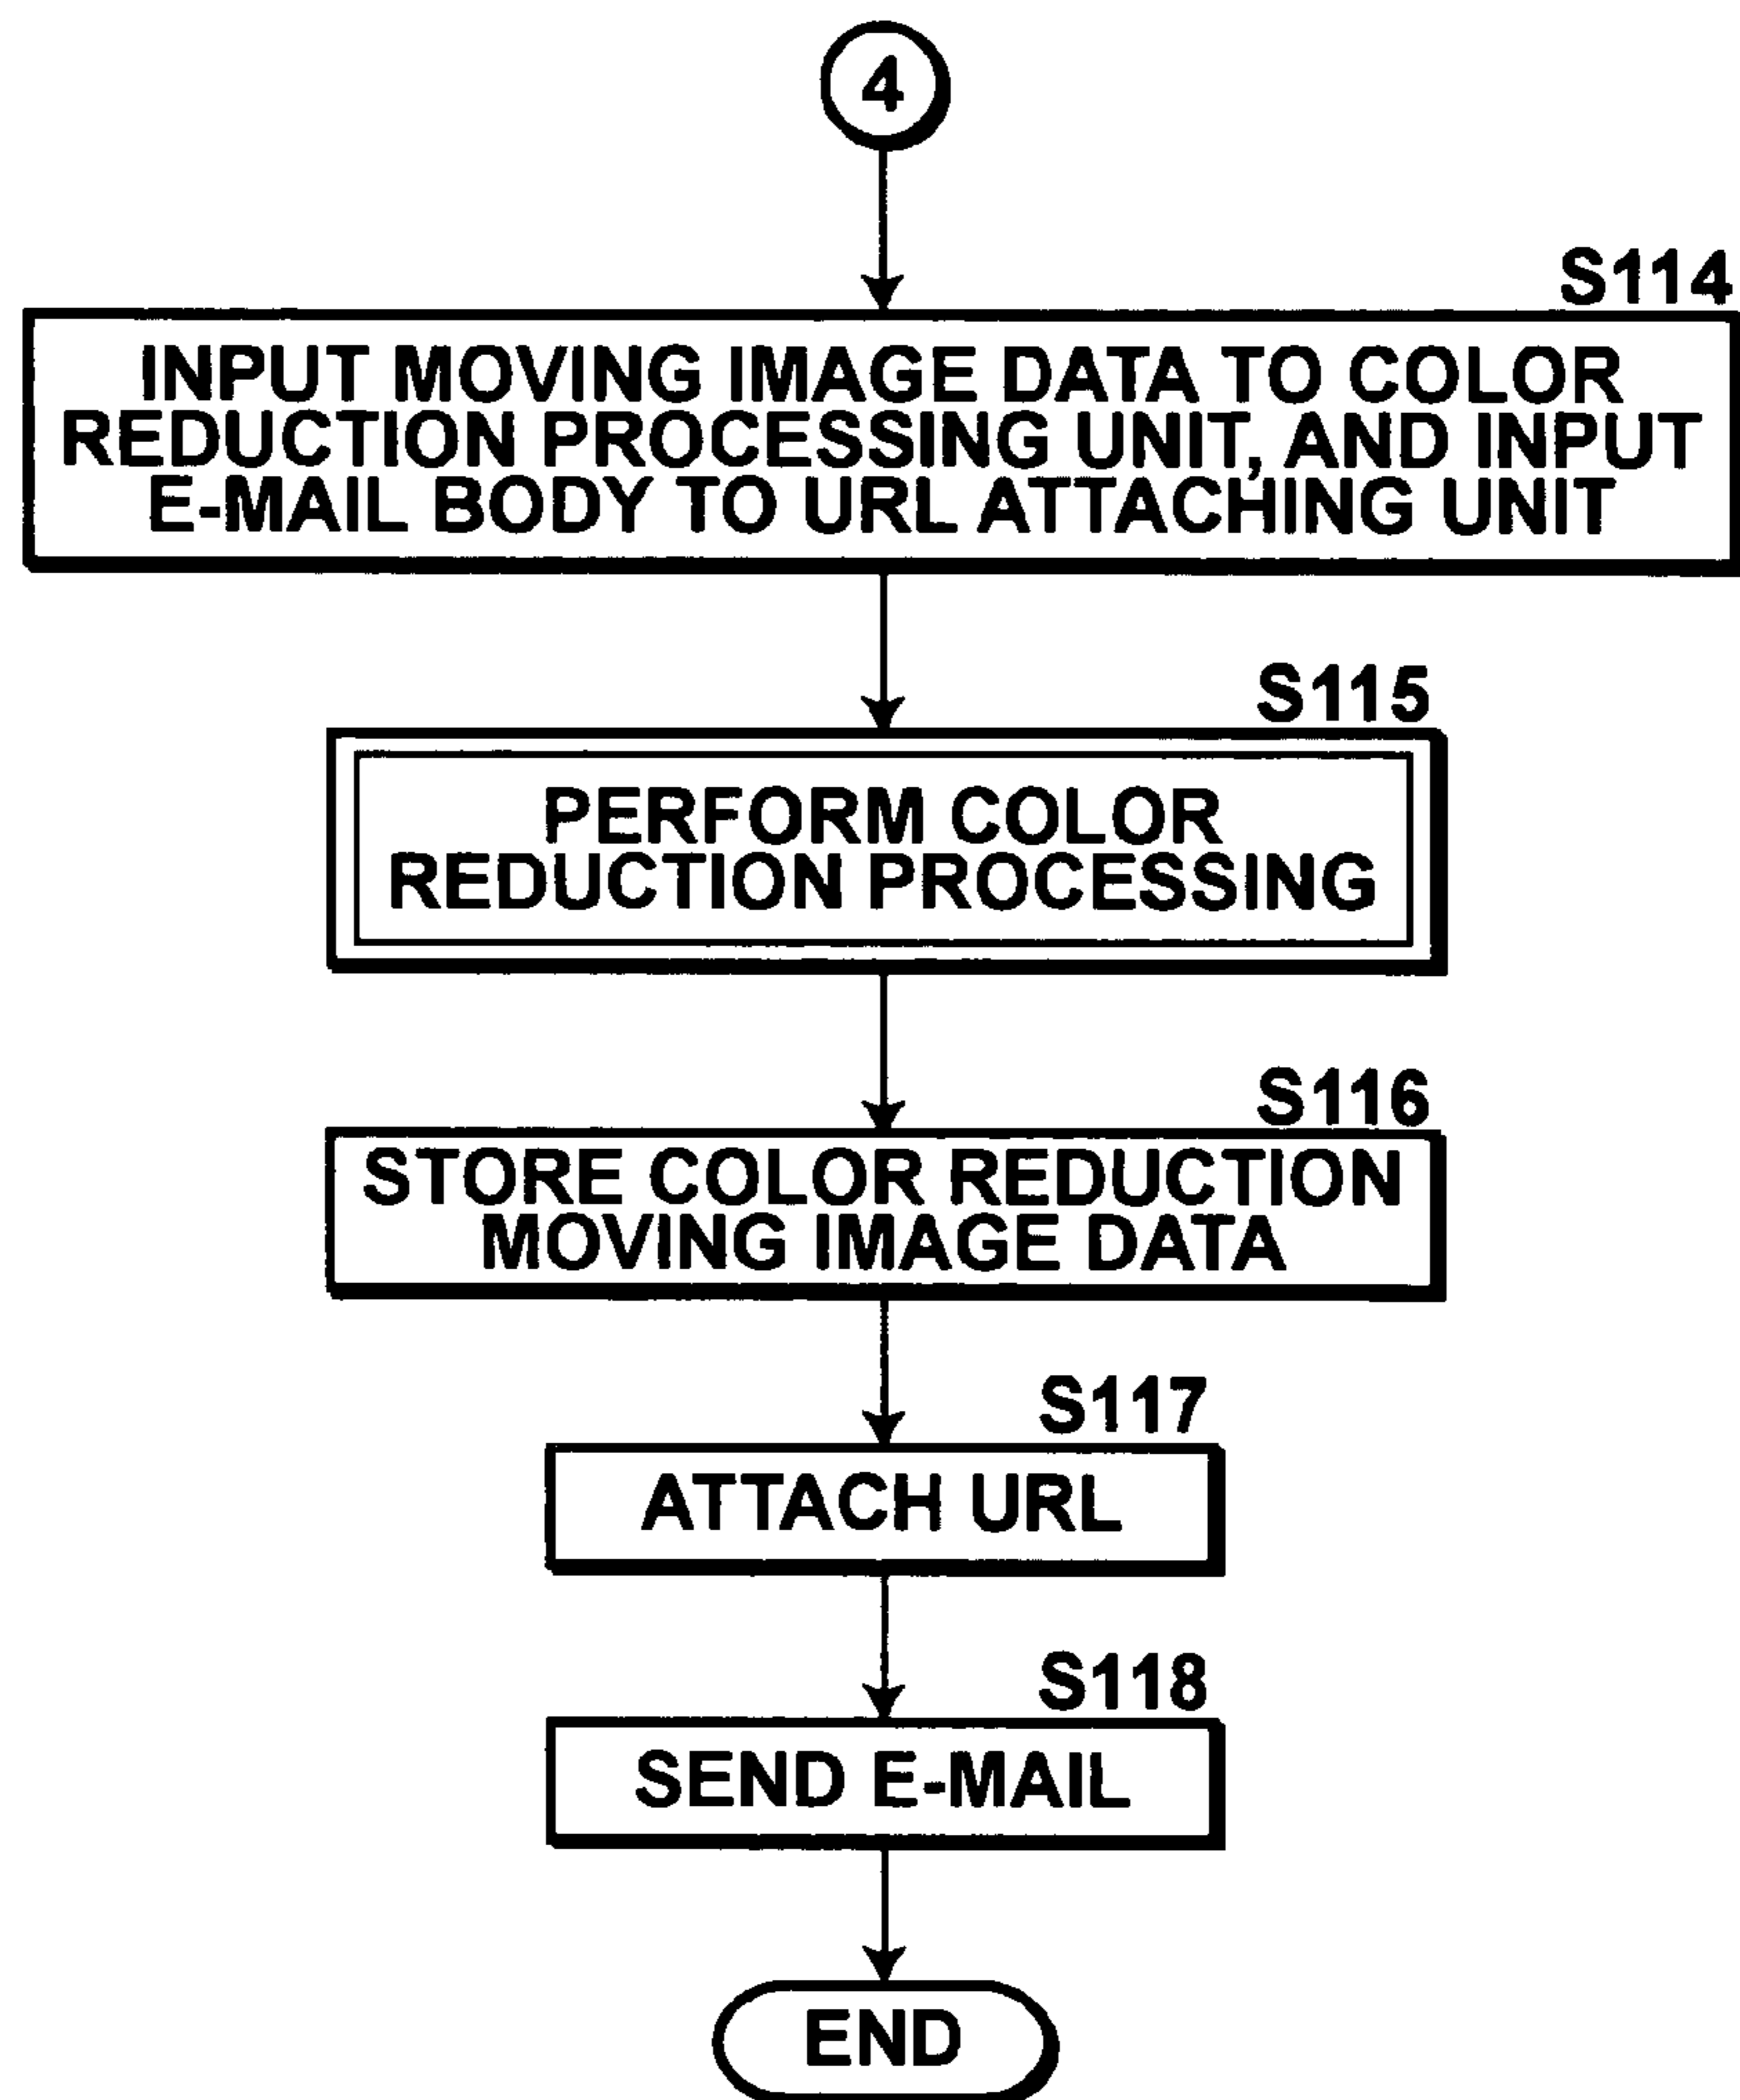 4
S114
INPUT MOVING IMAGE DATA TO COLOR
REDUCTION PROCESSING UNIT, AND INPUT
E-MAIL BODY TO URL ATTACHING UNIT
S115
PERFORM COLOR
REDUCTION PROCESSING
S116
STORE COLOR REDUCTION
MOVING IMAGE DATA
S117
ATTACH URL
S118
SEND E-MAIL
END